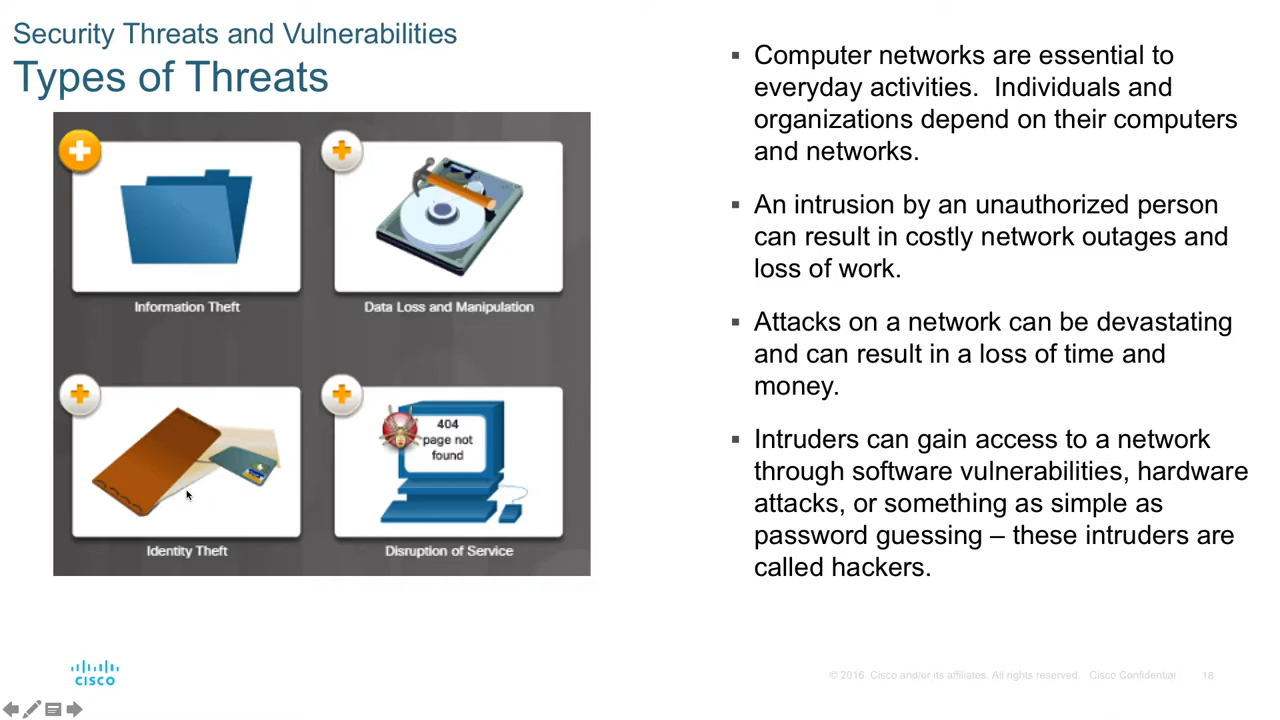 Security Threats and Vulnerabilities
Types of Threats
Information Theft
Data Loss and Manipulation
404
page not
found
Identity Theft
Disruption of Service
▪ Computer networks are essential to
everyday activities.  Individuals and
organizations depend on their computers
and networks.
▪ An intrusion by an unauthorized person
can result in costly network outages and
loss of work.
▪ Attacks on a network can be devastating
and can result in a loss of time and
money.
▪ Intruders can gain access to a network
through software vulnerabilities, hardware
attacks, or something as simple as
password guessing – these intruders are
called hackers.
CISCO
© 2016  Cisco and/or its affiliates. All rights reserved.   Cisco Confidential
18